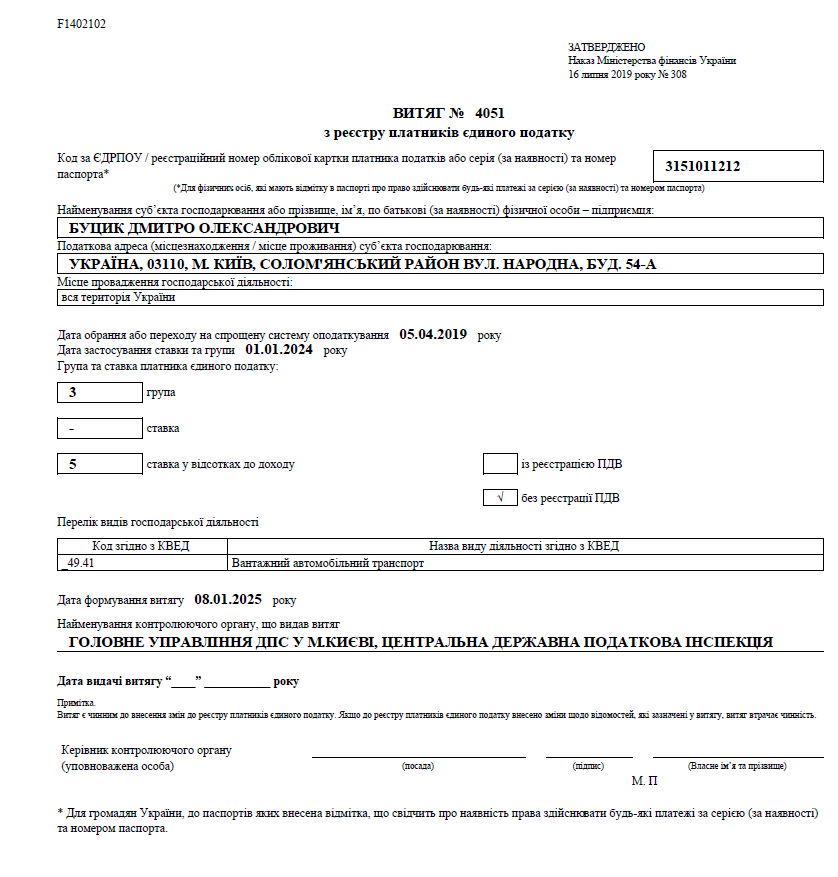 F1402102
ЗАТВЕРДЖЕНО
Наказ Міністерства фінансів України
16 липня 2019 року № 308
ВИТЯГ № 4051
з реєстру платників єдиного податку
Код за ЄДРПОУ / реєстраційний номер облікової картки платника податків або серія (за наявності) та номер
паспорта*
3151011212
(*Для фізичних осіб, які мають відмітку в паспорті про право здійснювати будь-які платежі за серією (за наявності) та номером паспорта)
Найменування суб’єкта господарювання або прізвище, ім’я, по батькові (за наявності) фізичної особи – підприємця:
БУЦИК ДМИТРО ОЛЕКСАНДРОВИЧ
Податкова адреса (місцезнаходження / місце проживання) суб’єкта господарювання:
УКРАЇНА, 03110, М. КИЇВ, СОЛОМ'ЯНСЬКИЙ РАЙОН ВУЛ. НАРОДНА, БУД. 54-А
Місце провадження господарської діяльності:
вся територія України
Дата обрання або переходу на спрощену систему оподаткування 05.04.2019 року
Дата застосування ставки та групи 01.01.2024 року
Група та ставка платника єдиного податку:
3 група
- ставка
5 ставка у відсотках до доходу
із реєстрацією ПДВ
√ без реєстрації ПДВ
Перелік видів господарської діяльності
Код згідно з КВЕД Назва виду діяльності згідно з КВЕД
_49.41 Вантажний автомобільний транспорт
Дата формування витягу 08.01.2025 року
Найменування контролюючого органу, що видав витяг
ГОЛОВНЕ УПРАВЛІННЯ ДПС У М.КИЄВІ, ЦЕНТРАЛЬНА ДЕРЖАВНА ПОДАТКОВА ІНСПЕКЦІЯ
Дата видачі витягу “____” ___________ року
Примітка.
Витяг є чинним до внесення змін до реєстру платників єдиного податку. Якщо до реєстру платників єдиного податку внесено зміни щодо відомостей, які зазначені у витягу, витяг втрачає чинність.
Керівник контролюючого органу
(уповноважена особа)
(посада) (підпис) (Власне ім’я та прізвище)
М. П
* Для громадян України, до паспортів яких внесена відмітка, що свідчить про наявність права здійснювати будь-які платежі за серією (за наявності)
та номером паспорта.